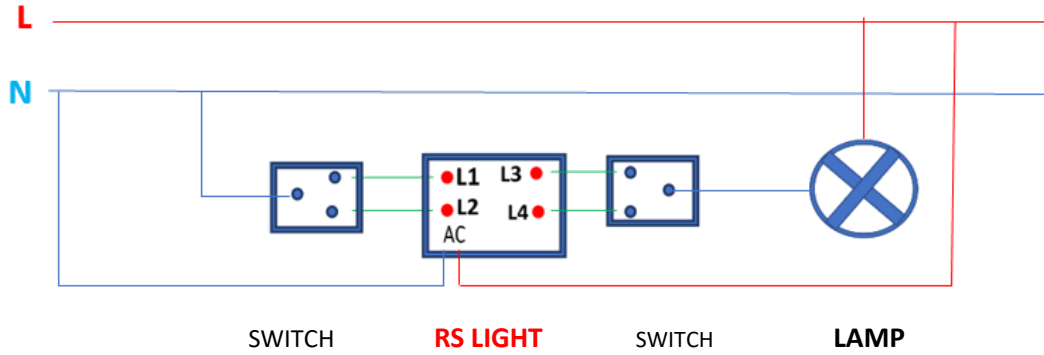 L
N
L1 L3
L2 L4
AC
SWITCH RS LIGHT SWITCH LAMP